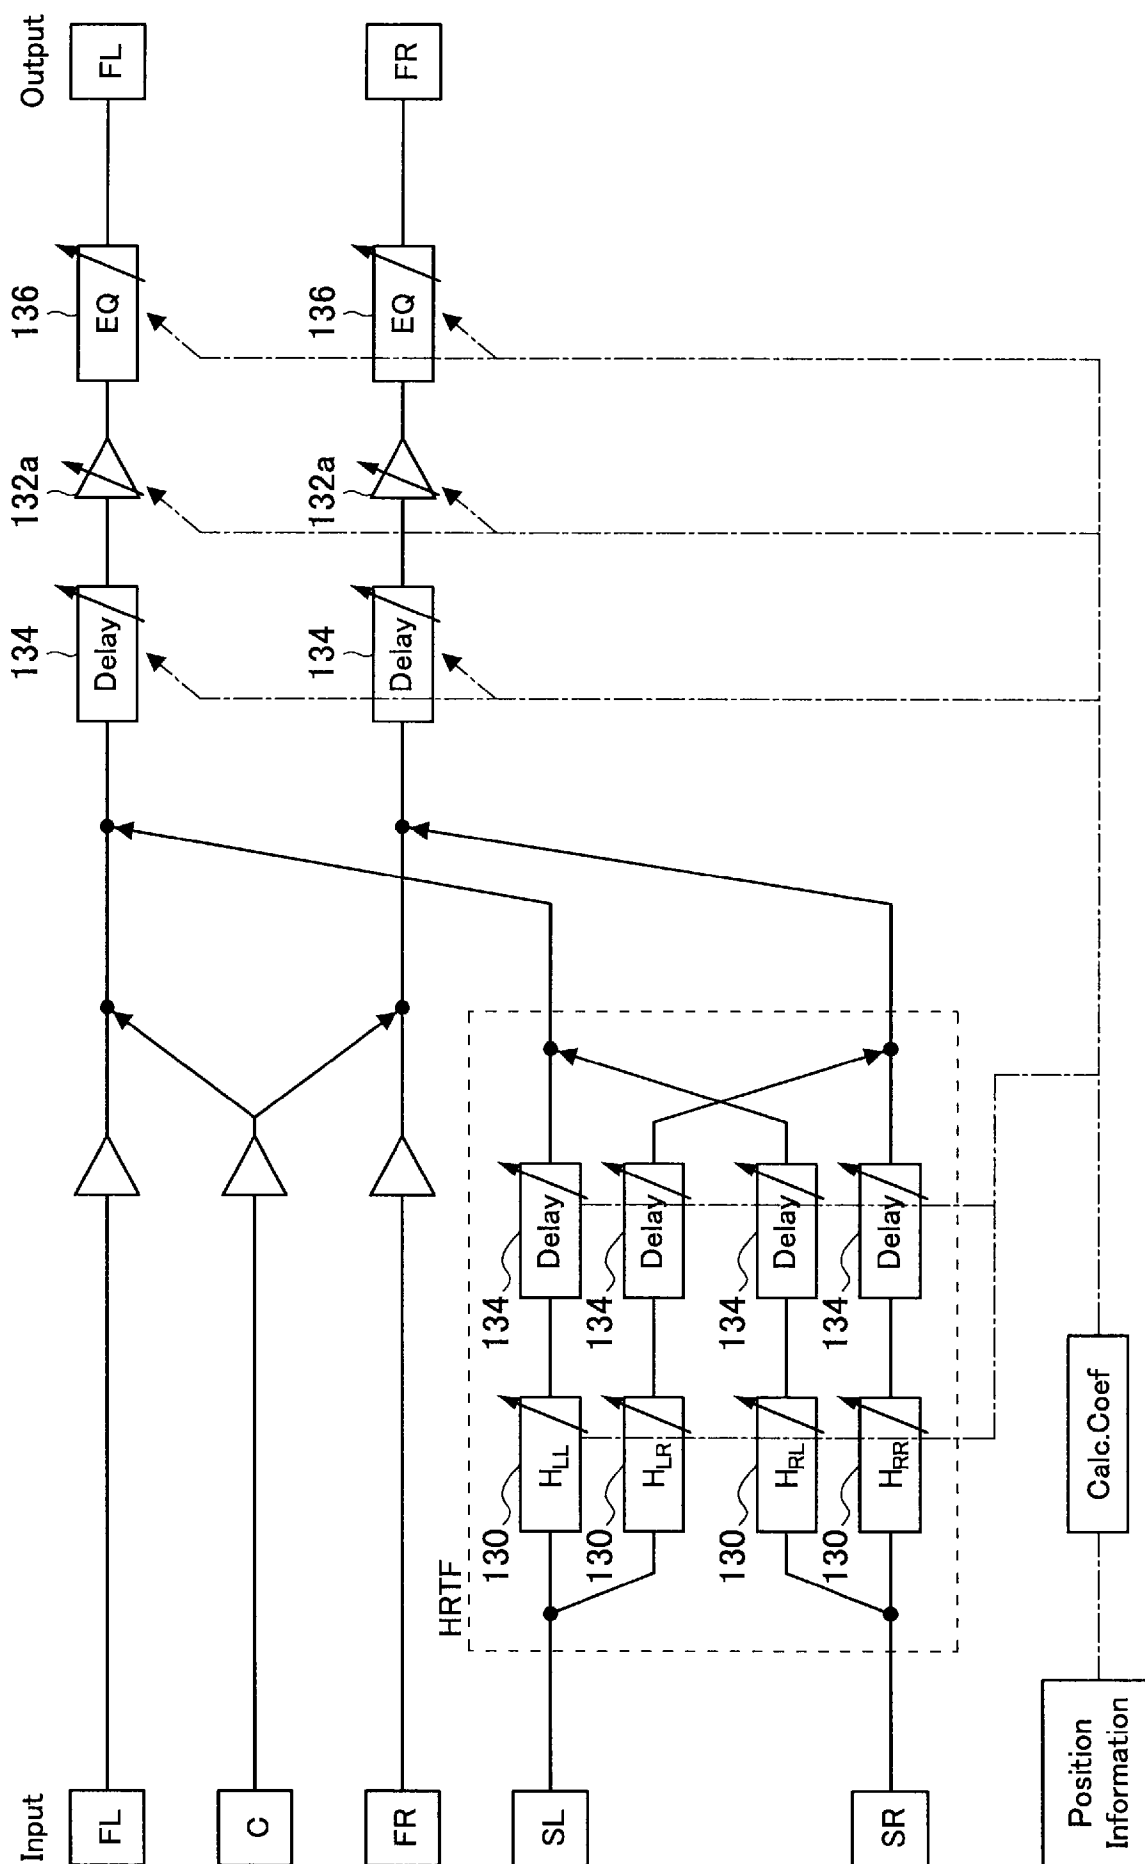 Input
Output
FL
134
Delay
132a
136
EQ
FL
C
FR
134
Delay
132a
136
EQ
FR
HRTF
SL
130
H_LL
134
Delay
130
H_LR
134
Delay
130
H_RL
134
Delay
SR
130
H_RR
134
Delay
Position
Information
Calc.Coef